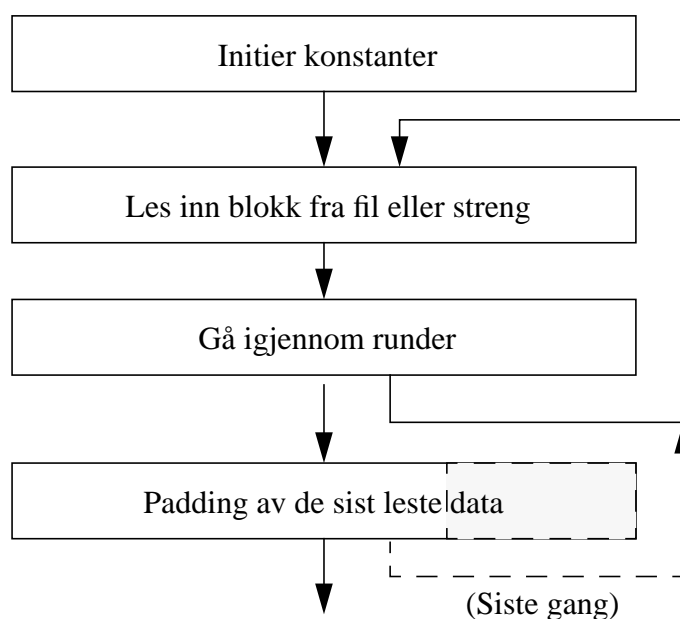 Initier konstanter
Les inn blokk fra fil eller streng
Gå igjennom runder
Padding av de sist leste data
(Siste gang)